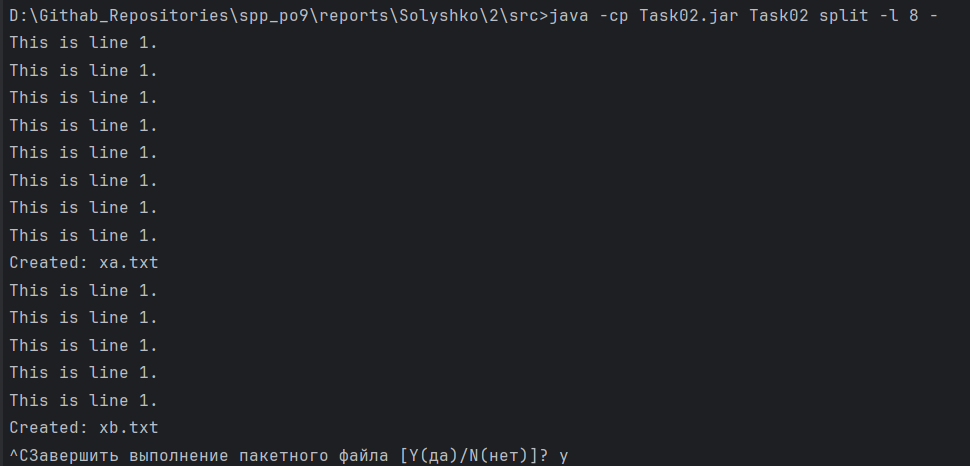 D:\Githab_Repositories\spp_po9\reports\Solyshko\2\src>java -cp Task02.jar Task02 split -l 8 -
This is line 1.
This is line 1.
This is line 1.
This is line 1.
This is line 1.
This is line 1.
This is line 1.
This is line 1.
Created: xa.txt
This is line 1.
This is line 1.
This is line 1.
This is line 1.
This is line 1.
Created: xb.txt
^CЗавершить выполнение пакетного файла [Y(да)/N(нет)]? y